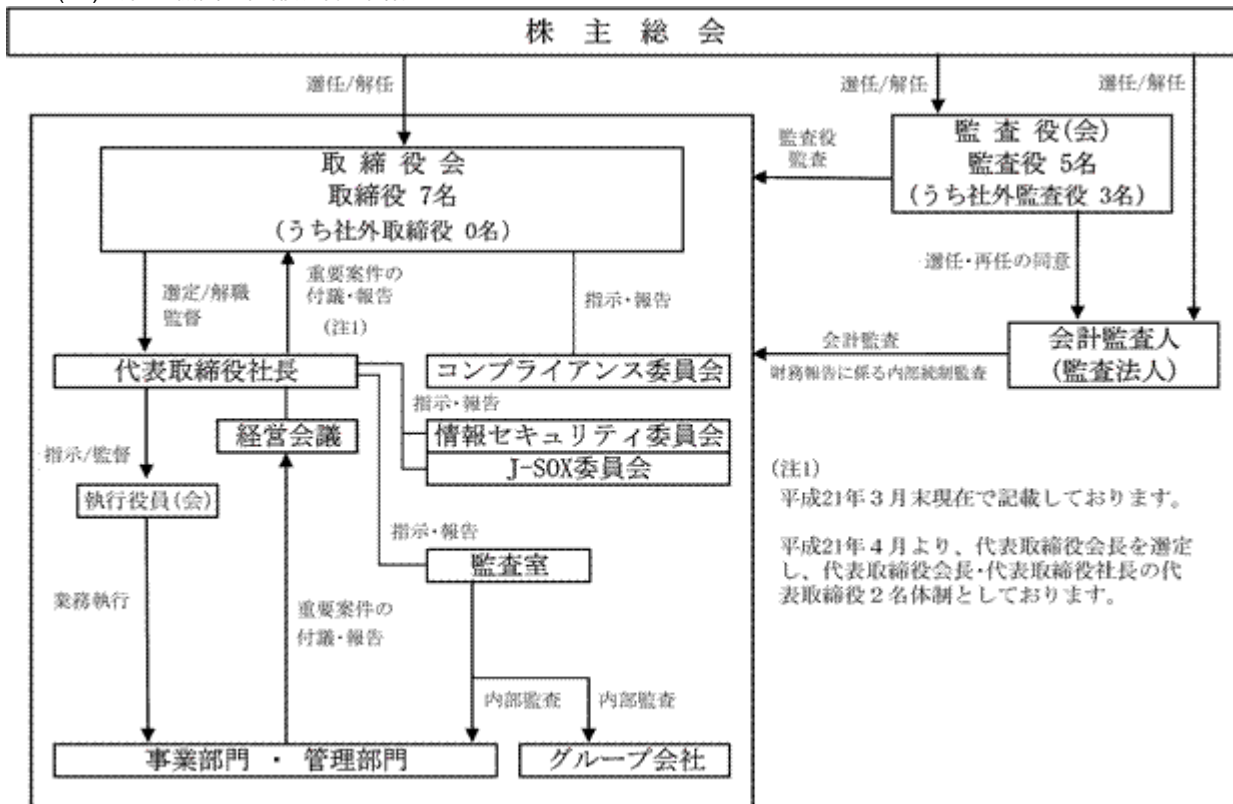 株 主 総 会
選任/解任
選任/解任
選任/解任
取 締 役 会
取締役 7名
(うち社外取締役 0名)
監査役
監査
監 査 役(会)
監査役 5名
(うち社外監査役 3名)
選定/解職
監督
重要案件の
付議・報告
(注1)
指示・報告
選任・再任の同意
代表取締役社長
コンプライアンス委員会
会計監査
財務報告に係る内部統制監査
会計監査人
(監査法人)
指示・報告
経営会議
情報セキュリティ委員会
J-SOX委員会
指示/監督
執行役員(会)
指示・報告
監査室
(注1)
平成21年3月末現在で記載しております。
平成21年4月より、代表取締役会長を選定
し、代表取締役会長・代表取締役社長の代
表取締役2名体制としております。
業務執行
重要案件の
付議・報告
内部監査
内部監査
事業部門 ・ 管理部門
グループ会社